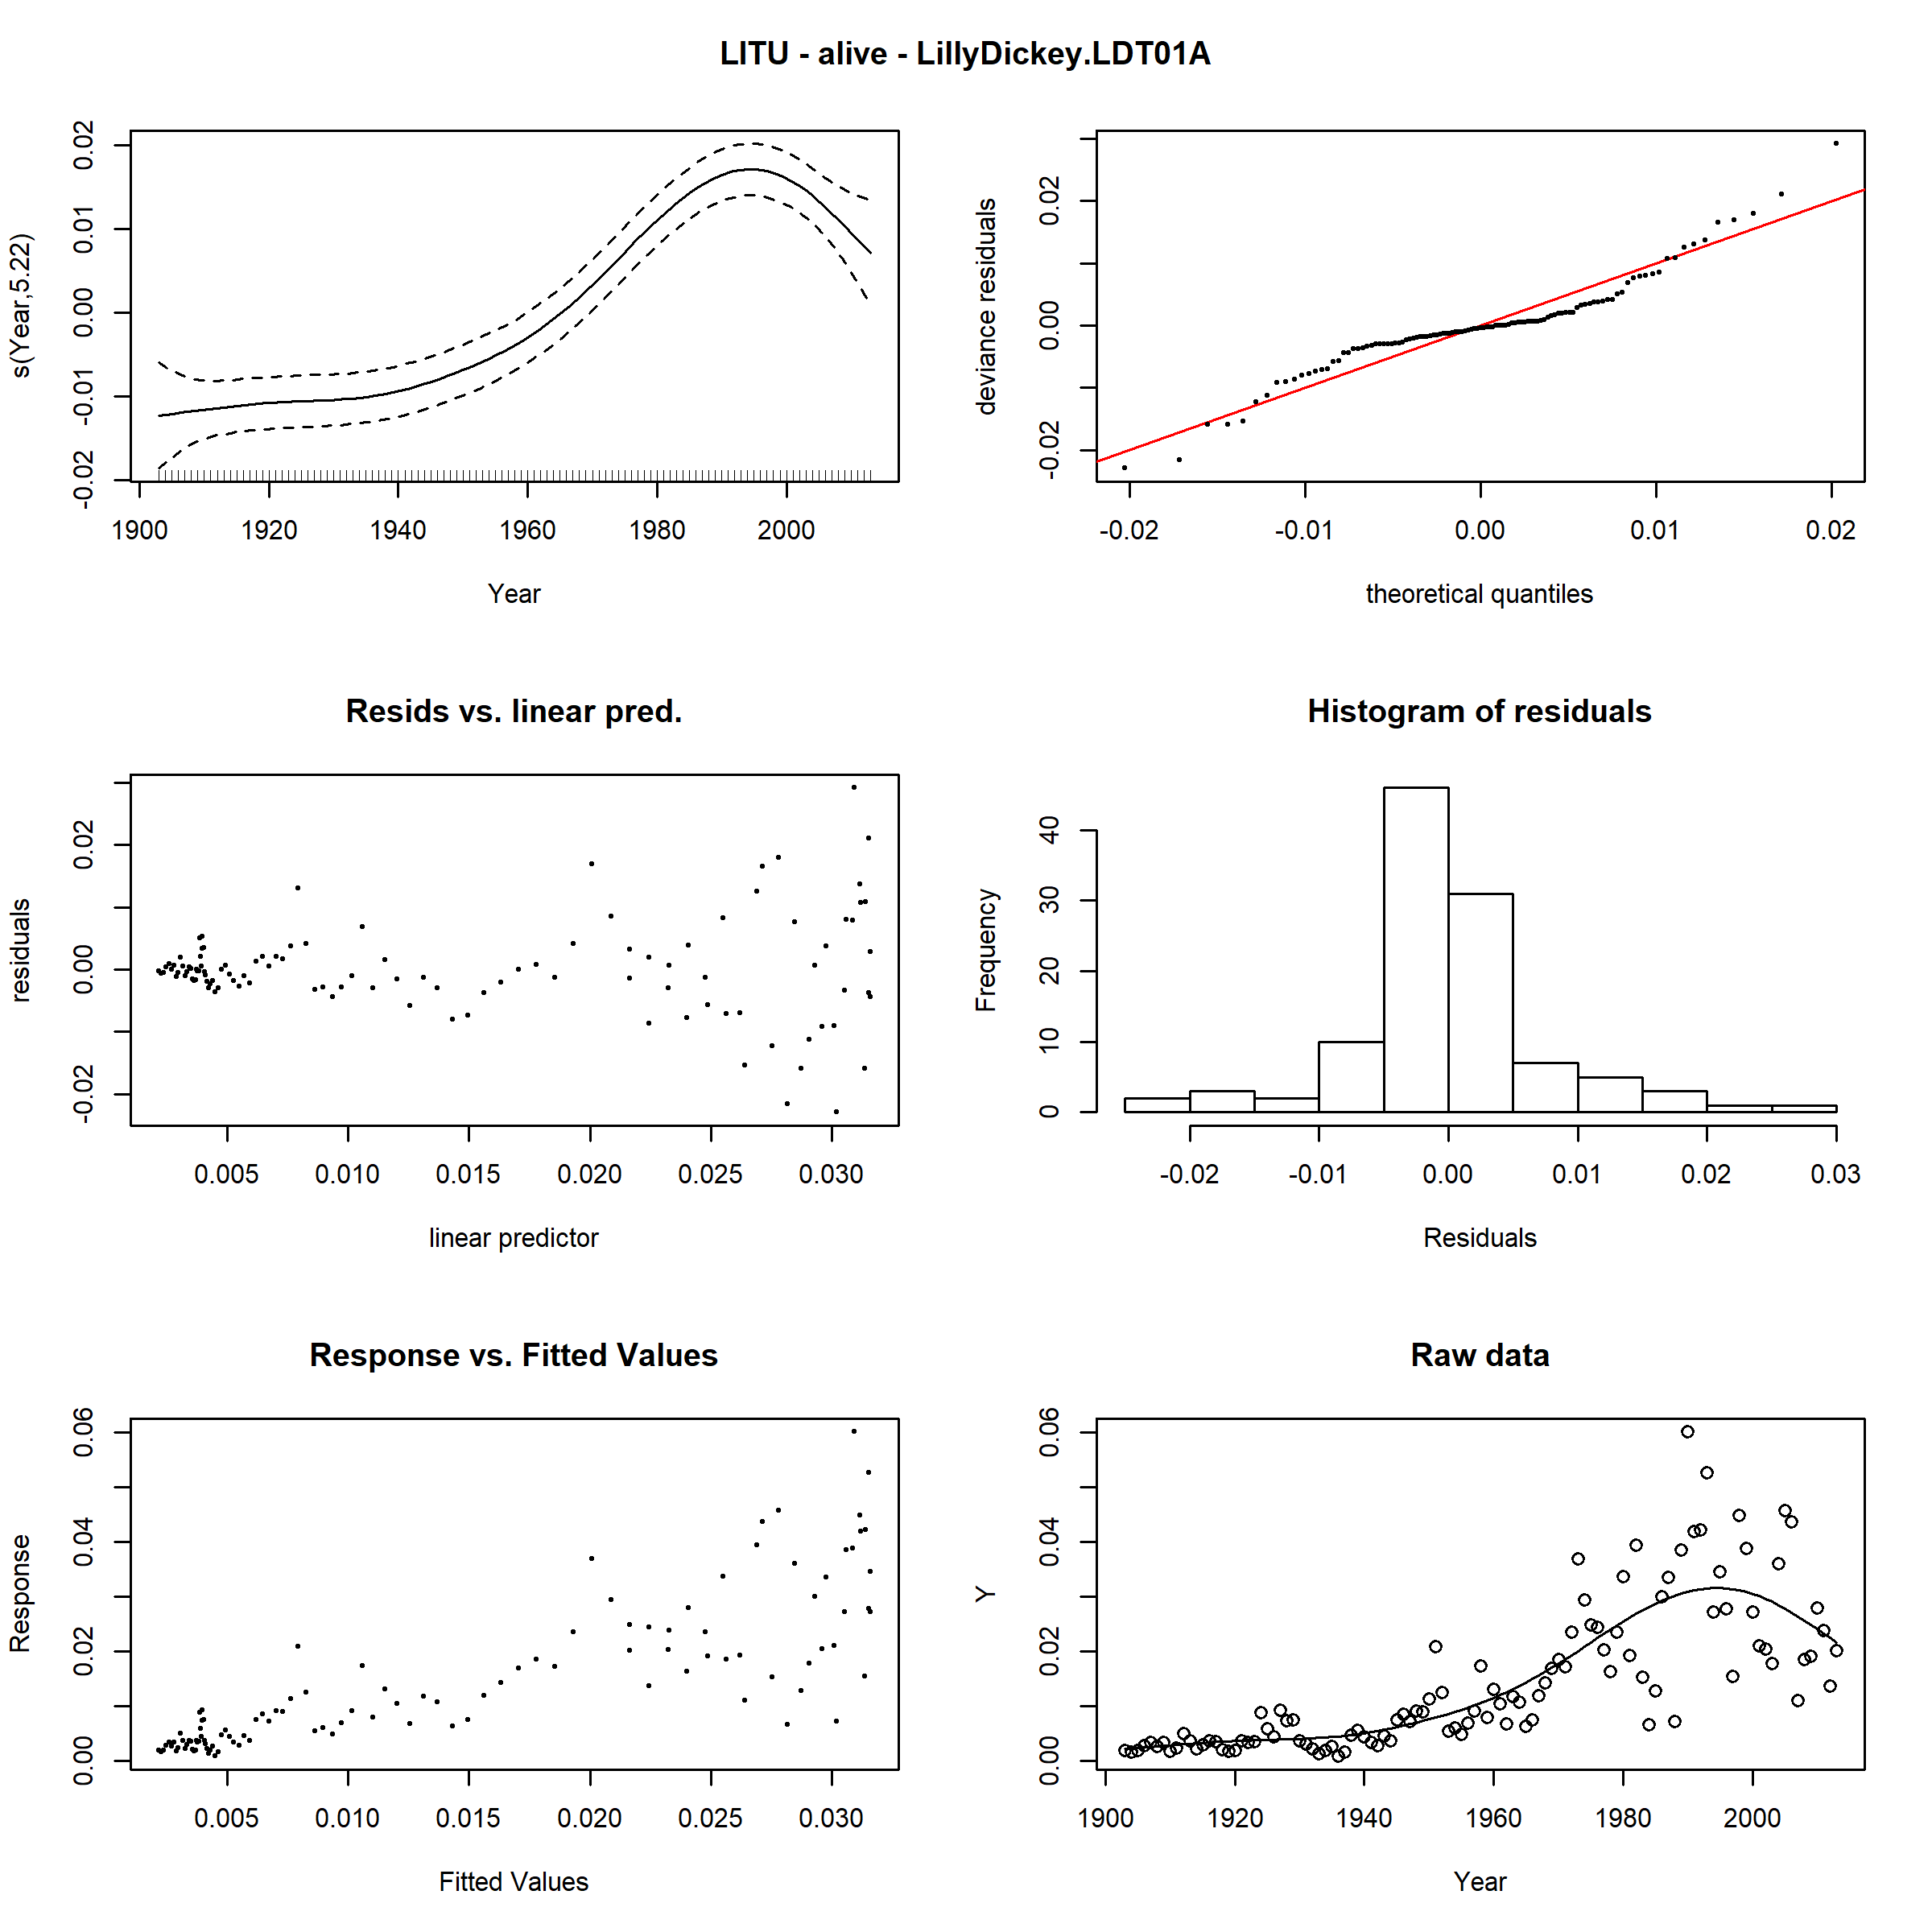 LITU - alive - LillyDickey.LDT01A
s(Year,5.22)
0.02
0.01
0.00
-0.01
-0.02
1900 1920 1940 1960 1980 2000
Year
deviance residuals
0.02
0.00
-0.02
-0.02 -0.01 0.00 0.01 0.02
theoretical quantiles
Resids vs. linear pred.
residuals
0.02
0.00
-0.02
0.005 0.010 0.015 0.020 0.025 0.030
linear predictor
Histogram of residuals
Frequency
40
30
20
10
0
-0.02 -0.01 0.00 0.01 0.02 0.03
Residuals
Response vs. Fitted Values
Response
0.06
0.04
0.02
0.00
0.005 0.010 0.015 0.020 0.025 0.030
Fitted Values
Raw data
Y
0.06
0.04
0.02
0.00
1900 1920 1940 1960 1980 2000
Year